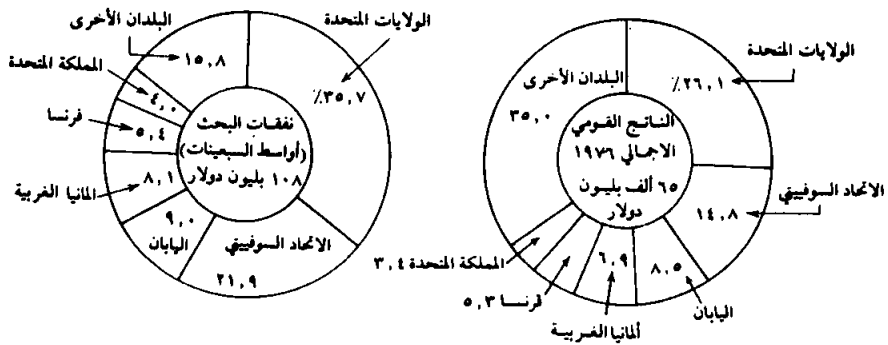 الولايات المتحدة
٪٢٦,١
الاتحاد السوفييتي
١٤,٨
اليابان
٨,٥
ألمانيا الغربية
٦,٩
فرنسا ٥,٣
المملكة المتحدة ٣,٤
البلدان الأخرى
٣٥,٠
الناتج القومي
الاجمالي ١٩٧٦
٦٥ ألف بليون
دولار
الولايات المتحدة
٪٣٥,٧
الاتحاد السوفييتي
٢١,٩
اليابان
٩,٠
المانيا الغربية
٨,١
فرنسا
٥,٤
المملكة المتحدة
٤,٠
البلدان الأخرى
١٥,٨
نفقات البحث
(أواسط السبعينات)
١٠٨ بليون دولار